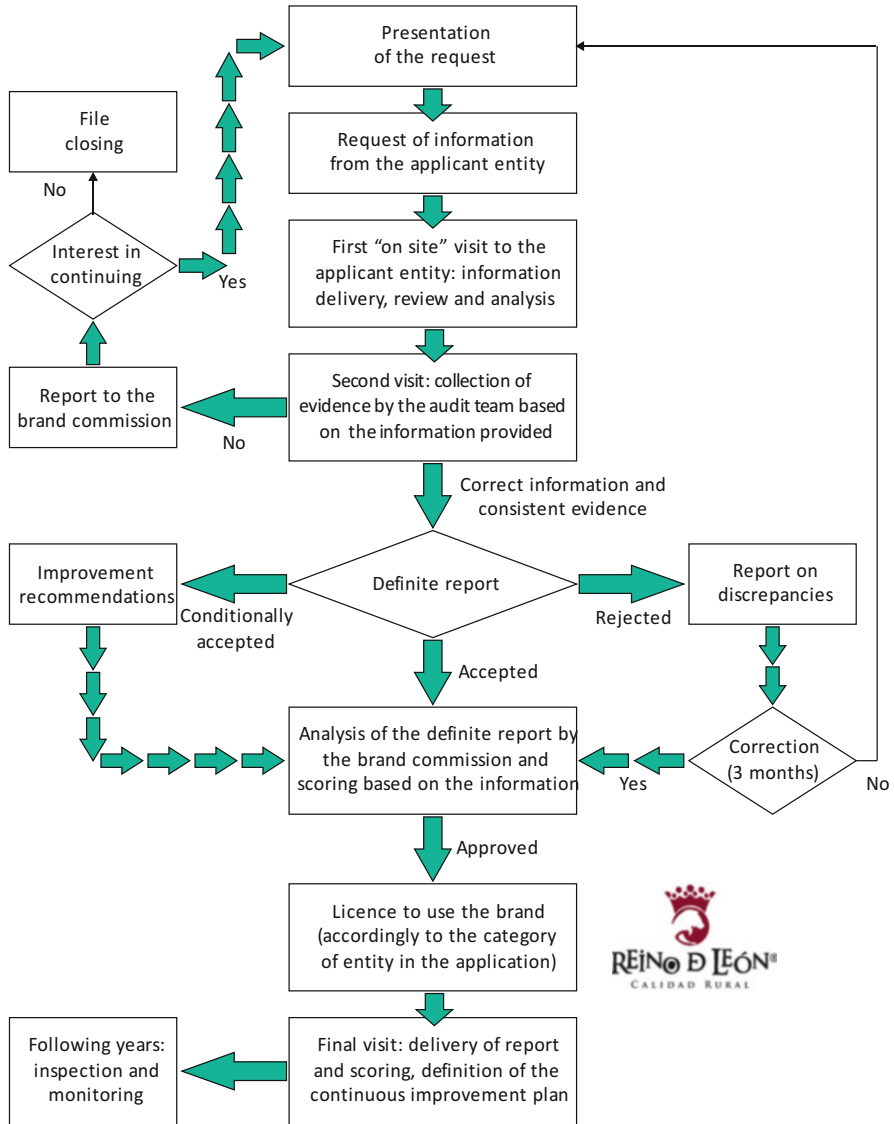 Presentation
of the request
File
closing
Request of information
from the applicant entity
No
Interest in
continuing
Yes
First “on site” visit to the
applicant entity: information
delivery, review and analysis
Report to the
brand commission
No
Second visit: collection of
evidence by the audit team based
on the information provided
Correct information and
consistent evidence
Improvement
recommendations
Conditionally
accepted
Definite report
Rejected
Report on
discrepancies
Accepted
Analysis of the definite report by
the brand commission and
scoring based on the information
Yes
Correction
(3 months)
No
Approved
Licence to use the brand
(accordingly to the category
of entity in the application)
REINO D LEÓN®
CALIDAD RURAL
Following years:
inspection and
monitoring
Final visit: delivery of report
and scoring, definition of the
continuous improvement plan